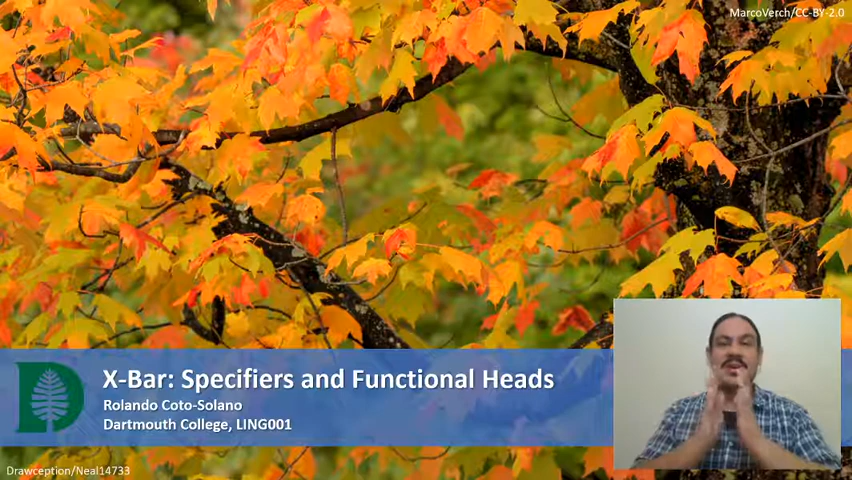 MarcoVerch/CC-BY-2.0
X-Bar: Specifiers and Functional Heads
Rolando Coto-Solano
Dartmouth College, LING001
Drawception/Neal14733